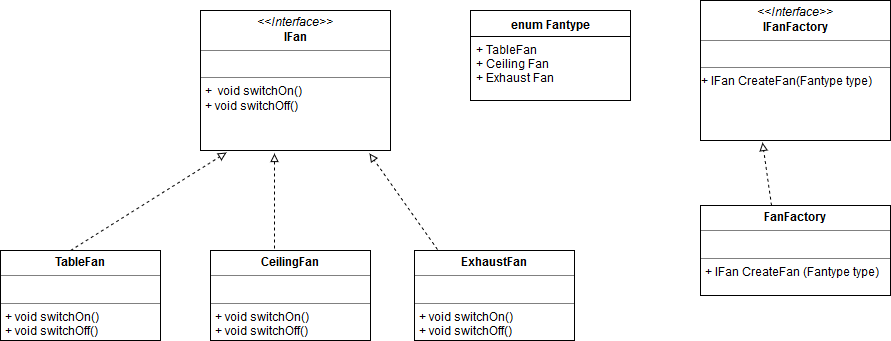 <<Interface>>
IFan
+ void switchOn()
+ void switchOff()
enum Fantype
+ TableFan
+ Ceiling Fan
+ Exhaust Fan
<<Interface>>
IFanFactory
+ IFan CreateFan(Fantype type)
TableFan
+ void switchOn()
+ void switchOff()
CeilingFan
+ void switchOn()
+ void switchOff()
ExhaustFan
+ void switchOn()
+ void switchOff()
FanFactory
+ IFan CreateFan (Fantype type)